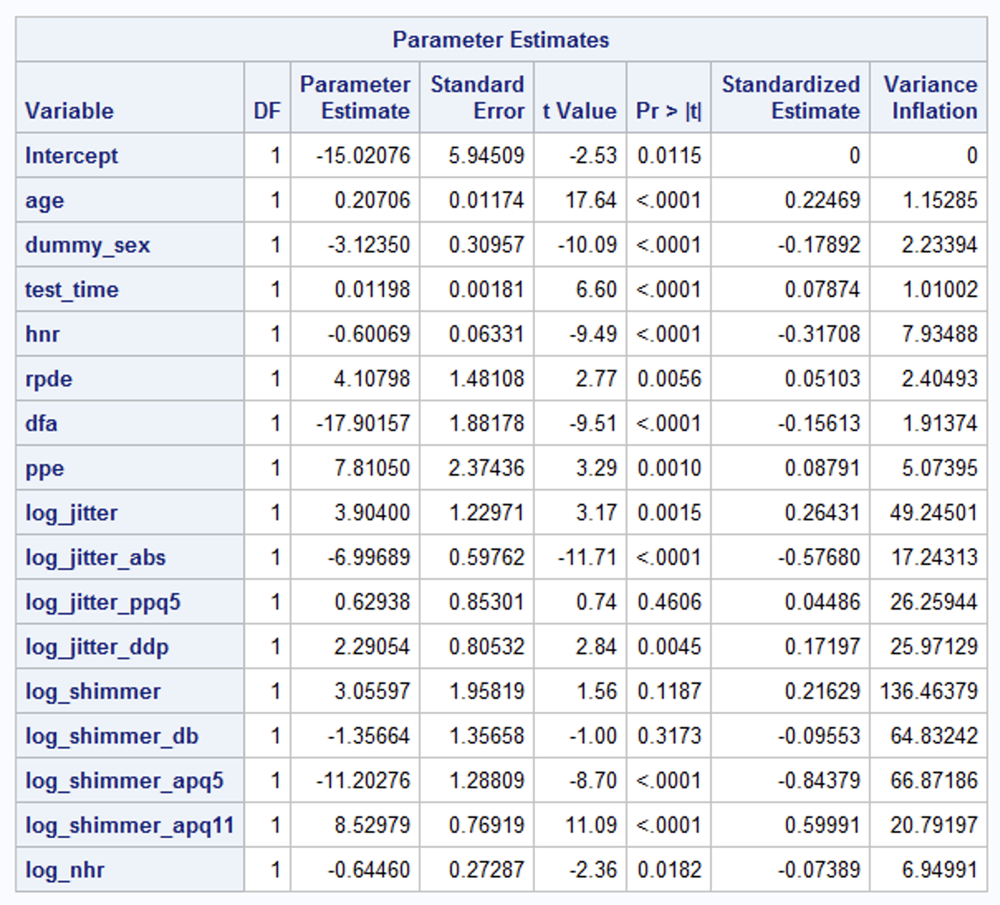 Parameter Estimates
Variable DF Parameter Estimate Standard Error t Value Pr > |t| Standardized Estimate Variance Inflation
Intercept 1 -15.02076 5.94509 -2.53 0.0115 0 0
age 1 0.20706 0.01174 17.64 <.0001 0.22469 1.15285
dummy_sex 1 -3.12350 0.30957 -10.09 <.0001 -0.17892 2.23394
test_time 1 0.01198 0.00181 6.60 <.0001 0.07874 1.01002
hnr 1 -0.60069 0.06331 -9.49 <.0001 -0.31708 7.93488
rpde 1 4.10798 1.48108 2.77 0.0056 0.05103 2.40493
dfa 1 -17.90157 1.88178 -9.51 <.0001 -0.15613 1.91374
ppe 1 7.81050 2.37436 3.29 0.0010 0.08791 5.07395
log_jitter 1 3.90400 1.22971 3.17 0.0015 0.26431 49.24501
log_jitter_abs 1 -6.99689 0.59762 -11.71 <.0001 -0.57680 17.24313
log_jitter_ppq5 1 0.62938 0.85301 0.74 0.4606 0.04486 26.25944
log_jitter_ddp 1 2.29054 0.80532 2.84 0.0045 0.17197 25.97129
log_shimmer 1 3.05597 1.95819 1.56 0.1187 0.21629 136.46379
log_shimmer_db 1 -1.35664 1.35658 -1.00 0.3173 -0.09553 64.83242
log_shimmer_apq5 1 -11.20276 1.28809 -8.70 <.0001 -0.84379 66.87186
log_shimmer_apq11 1 8.52979 0.76919 11.09 <.0001 0.59991 20.79197
log_nhr 1 -0.64460 0.27287 -2.36 0.0182 -0.07389 6.94991